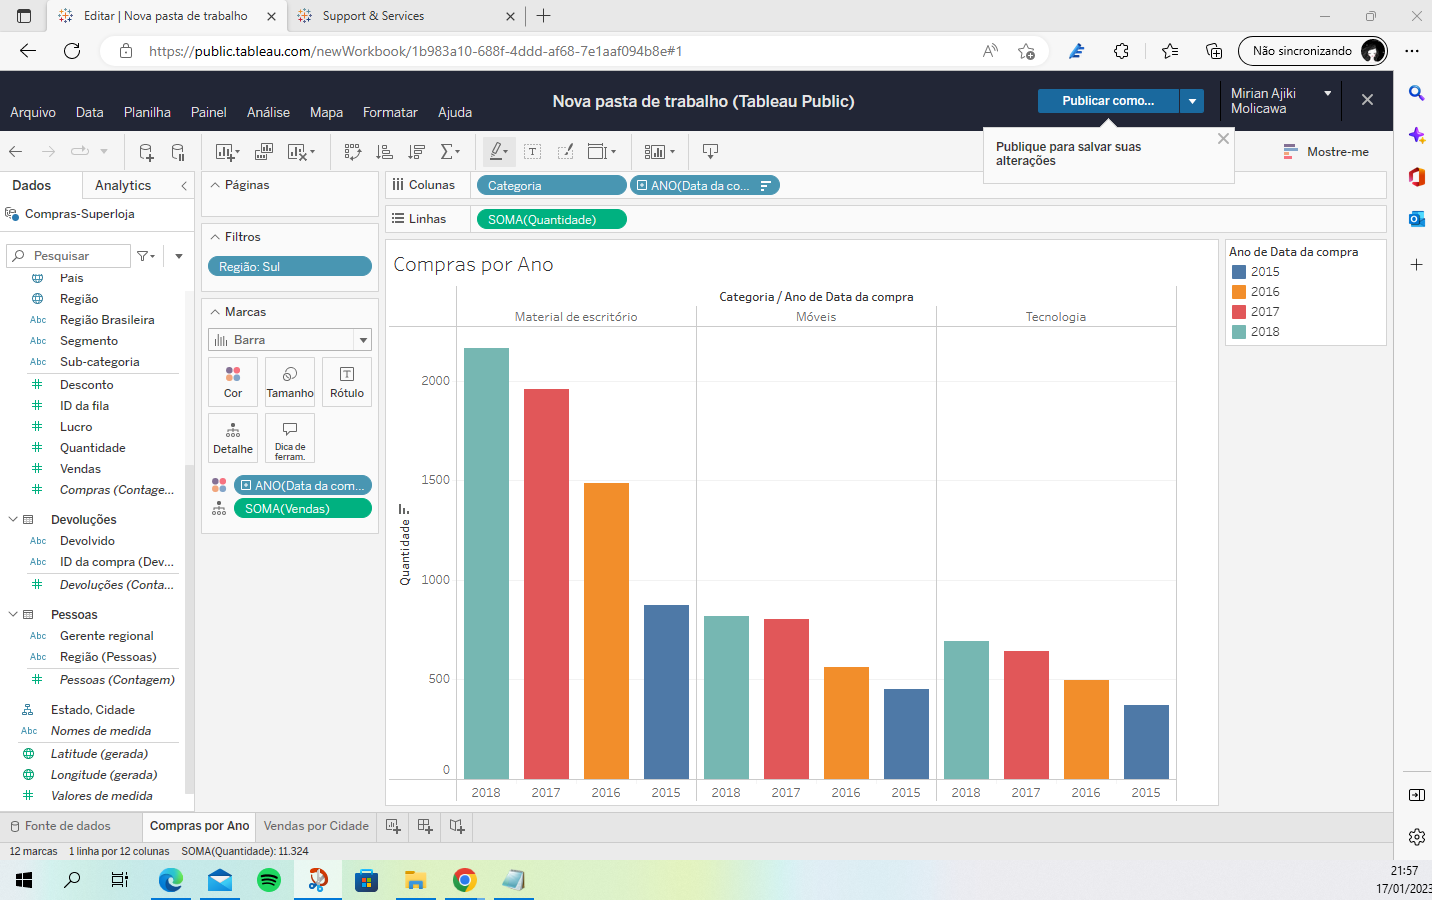 Editar | Nova pasta de trabalho
Support & Services
https://public.tableau.com/newWorkbook/1b983a10-688f-4ddd-af68-7e1aaf094b8e#1
Não sincronizando
Arquivo
Data
Planilha
Painel
Análise
Mapa
Formatar
Ajuda
Nova pasta de trabalho (Tableau Public)
Publicar como...
Mirian Ajiki
Molicawa
Publique para salvar suas
alterações
Mostre-me
Dados
Analytics
Compras-Superloja
Pesquisar
País
Região
Abc Região Brasileira
Abc Segmento
Abc Sub-categoria
Desconto
ID da fila
Lucro
Quantidade
Vendas
Compras (Contage...
Devoluções
Abc Devolvido
Abc ID da compra (Dev...
Devoluções (Conta...
Pessoas
Abc Gerente regional
Abc Região (Pessoas)
Pessoas (Contagem)
Estado, Cidade
Abc Nomes de medida
Latitude (gerada)
Longitude (gerada)
Valores de medida
Páginas
Filtros
Região: Sul
Marcas
Barra
Cor
Tamanho
Rótulo
Detalhe
Dica de
ferram.
ANO(Data da com...
SOMA(Vendas)
Colunas
Categoria
ANO(Data da co...
Linhas
SOMA(Quantidade)
Compras por Ano
Categoria / Ano de Data da compra
Material de escritório
Móveis
Tecnologia
Quantidade
2000
1500
1000
500
0
2018 2017 2016 2015 2018 2017 2016 2015 2018 2017 2016 2015
Ano de Data da compra
2015
2016
2017
2018
Fonte de dados
Compras por Ano
Vendas por Cidade
12 marcas 1 linha por 12 colunas SOMA(Quantidade): 11.324
21:57
17/01/2023